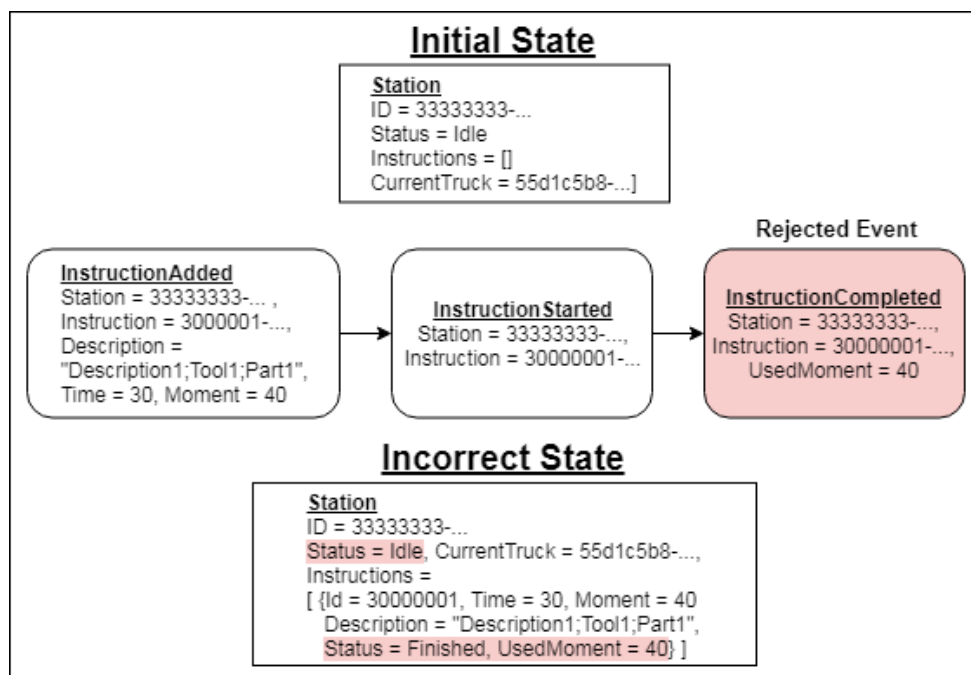 Initial State
Station
ID = 33333333-...
Status = Idle
Instructions = []
CurrentTruck = 55d1c5b8-...]
Rejected Event
InstructionAdded
Station = 33333333-... ,
Instruction = 3000001-...,
Description =
"Description1;Tool1;Part1",
Time = 30, Moment = 40
InstructionStarted
Station = 33333333-...,
Instruction = 30000001-...
InstructionCompleted
Station = 33333333-...,
Instruction = 30000001-...,
UsedMoment = 40
Incorrect State
Station
ID = 33333333-...
Status = Idle, CurrentTruck = 55d1c5b8-...,
Instructions =
[ {Id = 30000001, Time = 30, Moment = 40
Description = "Description1;Tool1;Part1",
Status = Finished, UsedMoment = 40} ]